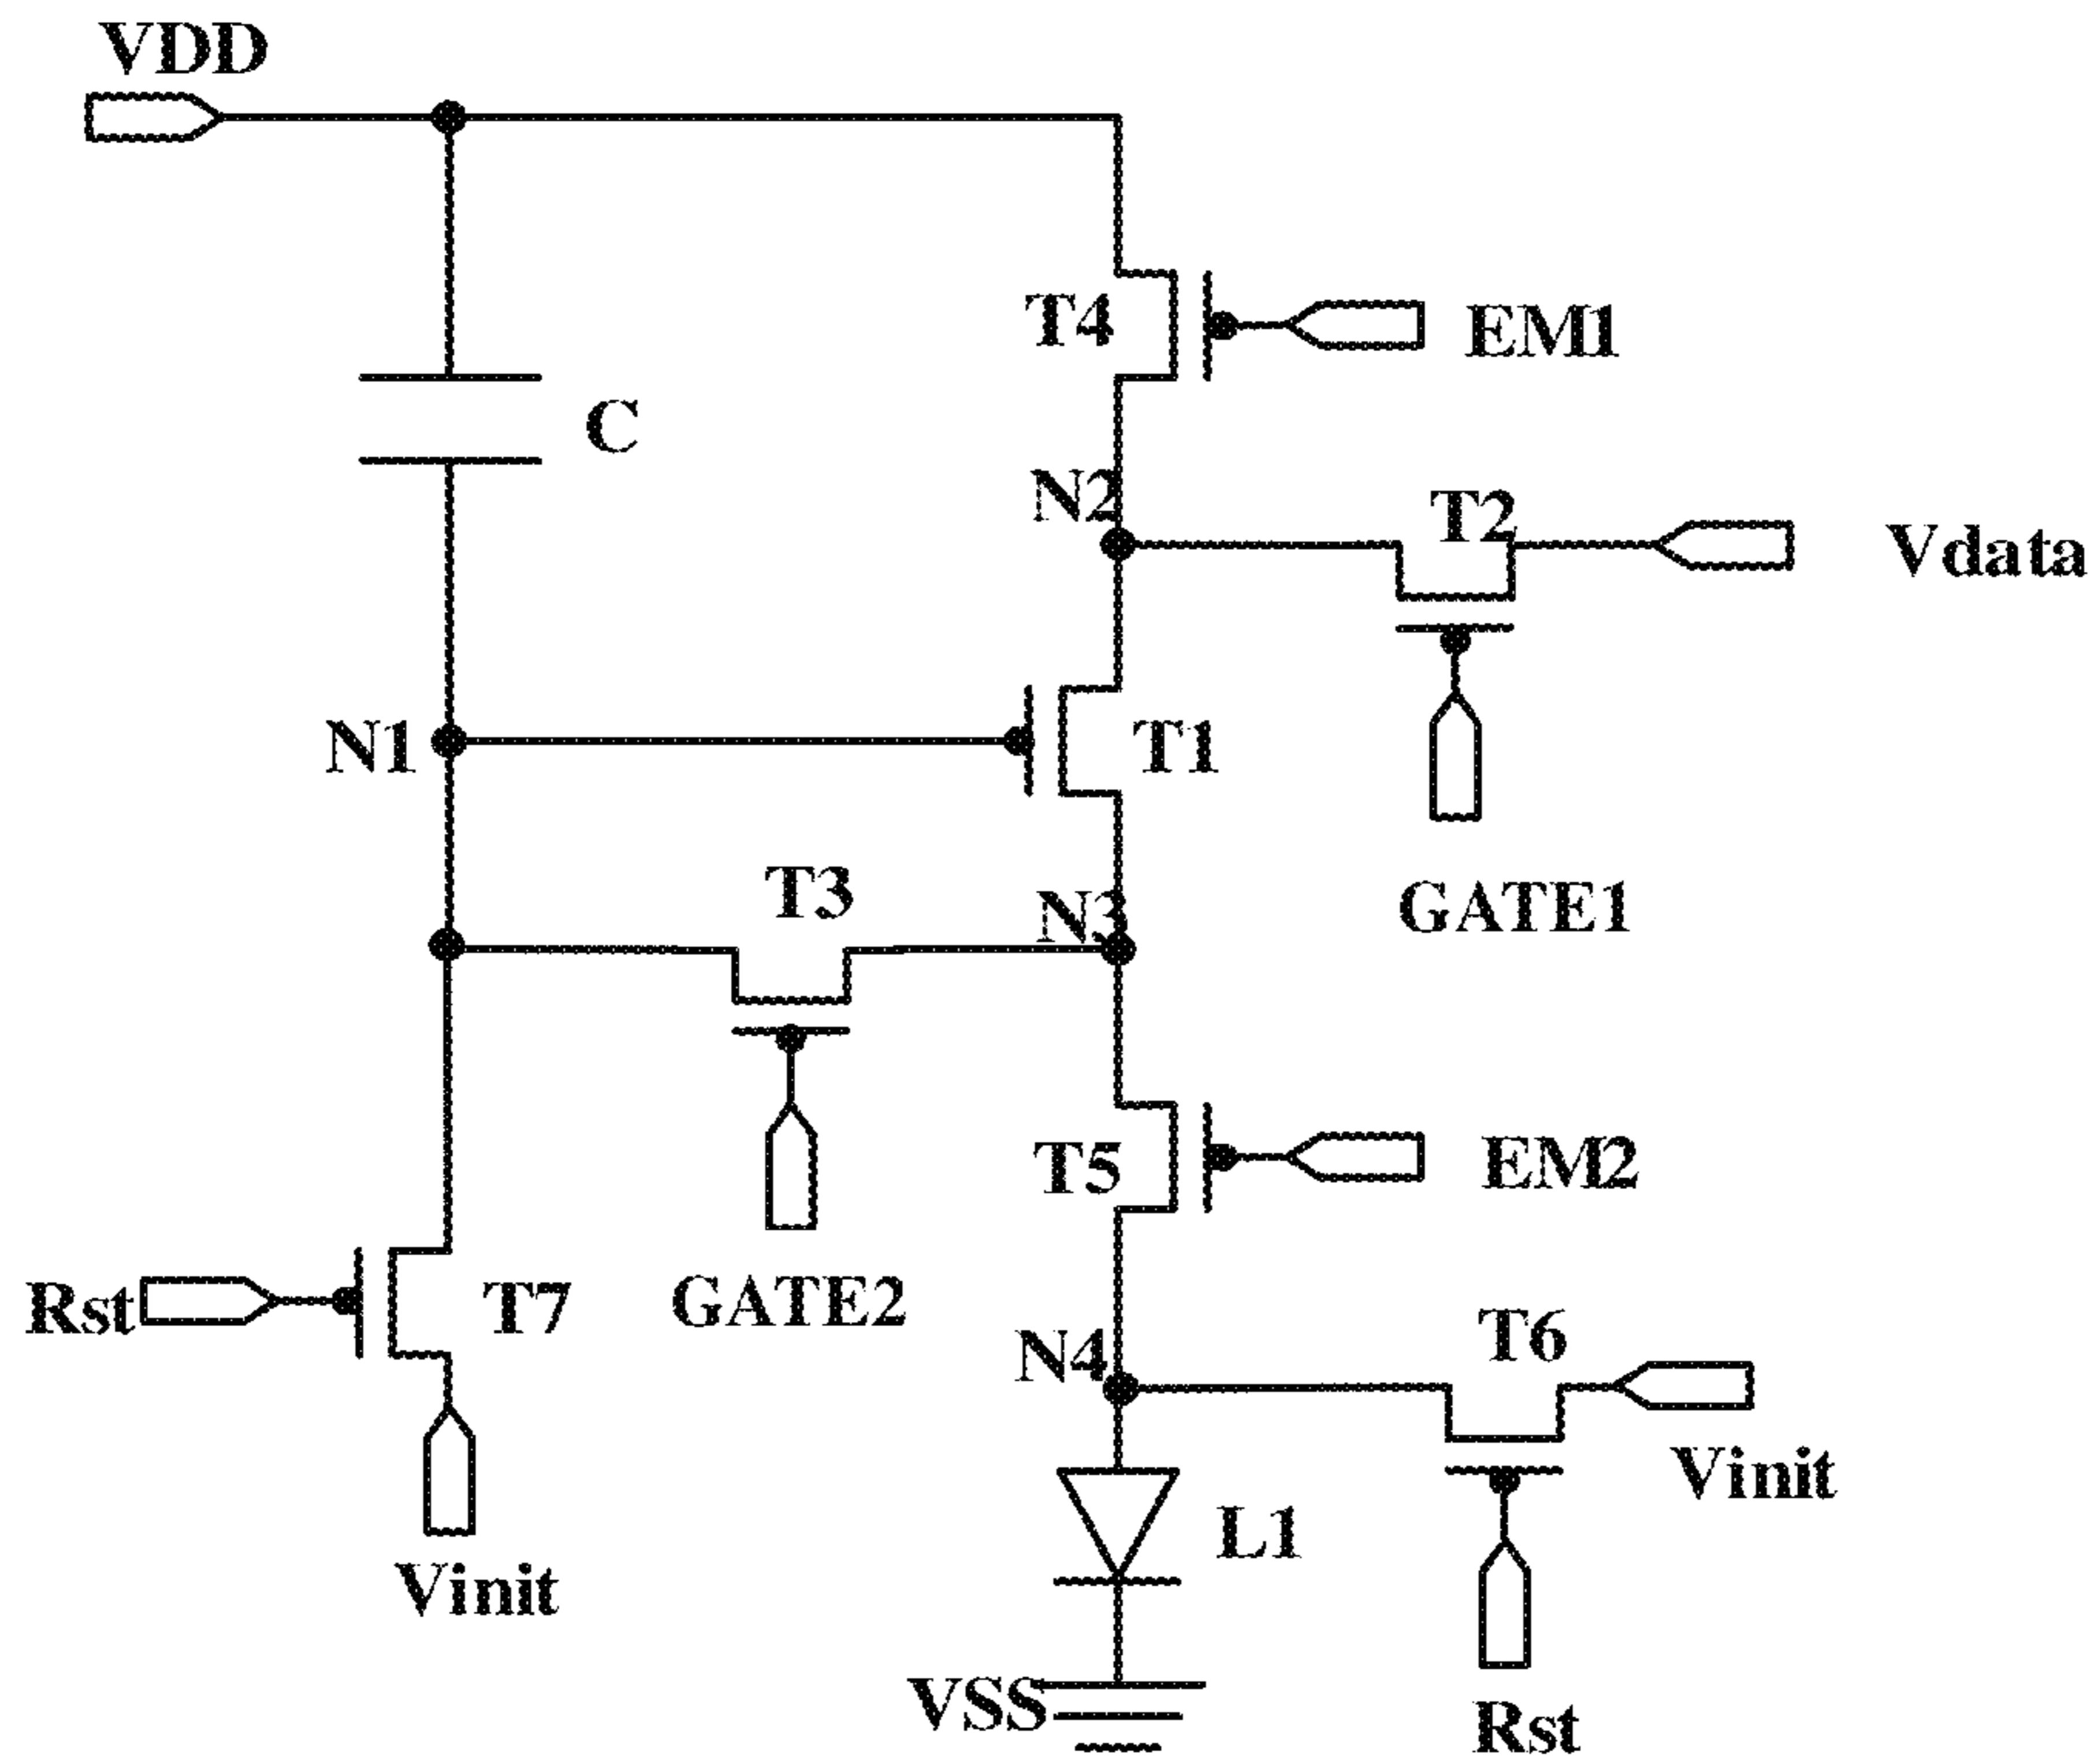 VDD
T4
EM1
C
N2
T2
Vdata
N1
T1
T3
N3
GATE1
T5
EM2
Rst
T7
GATE2
N4
T6
Vinit
L1
Vinit
VSS
Rst